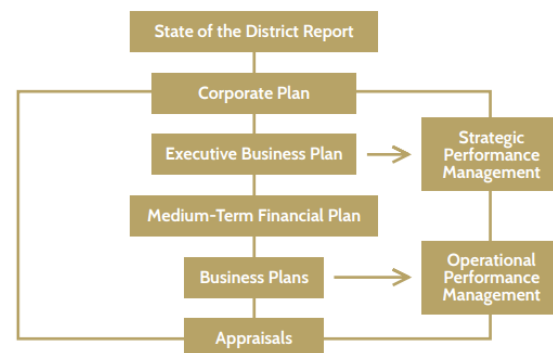 State of the District Report
Corporate Plan
Executive Business Plan
Strategic
Performance
Management
Medium-Term Financial Plan
Business Plans
Operational
Performance
Management
Appraisals